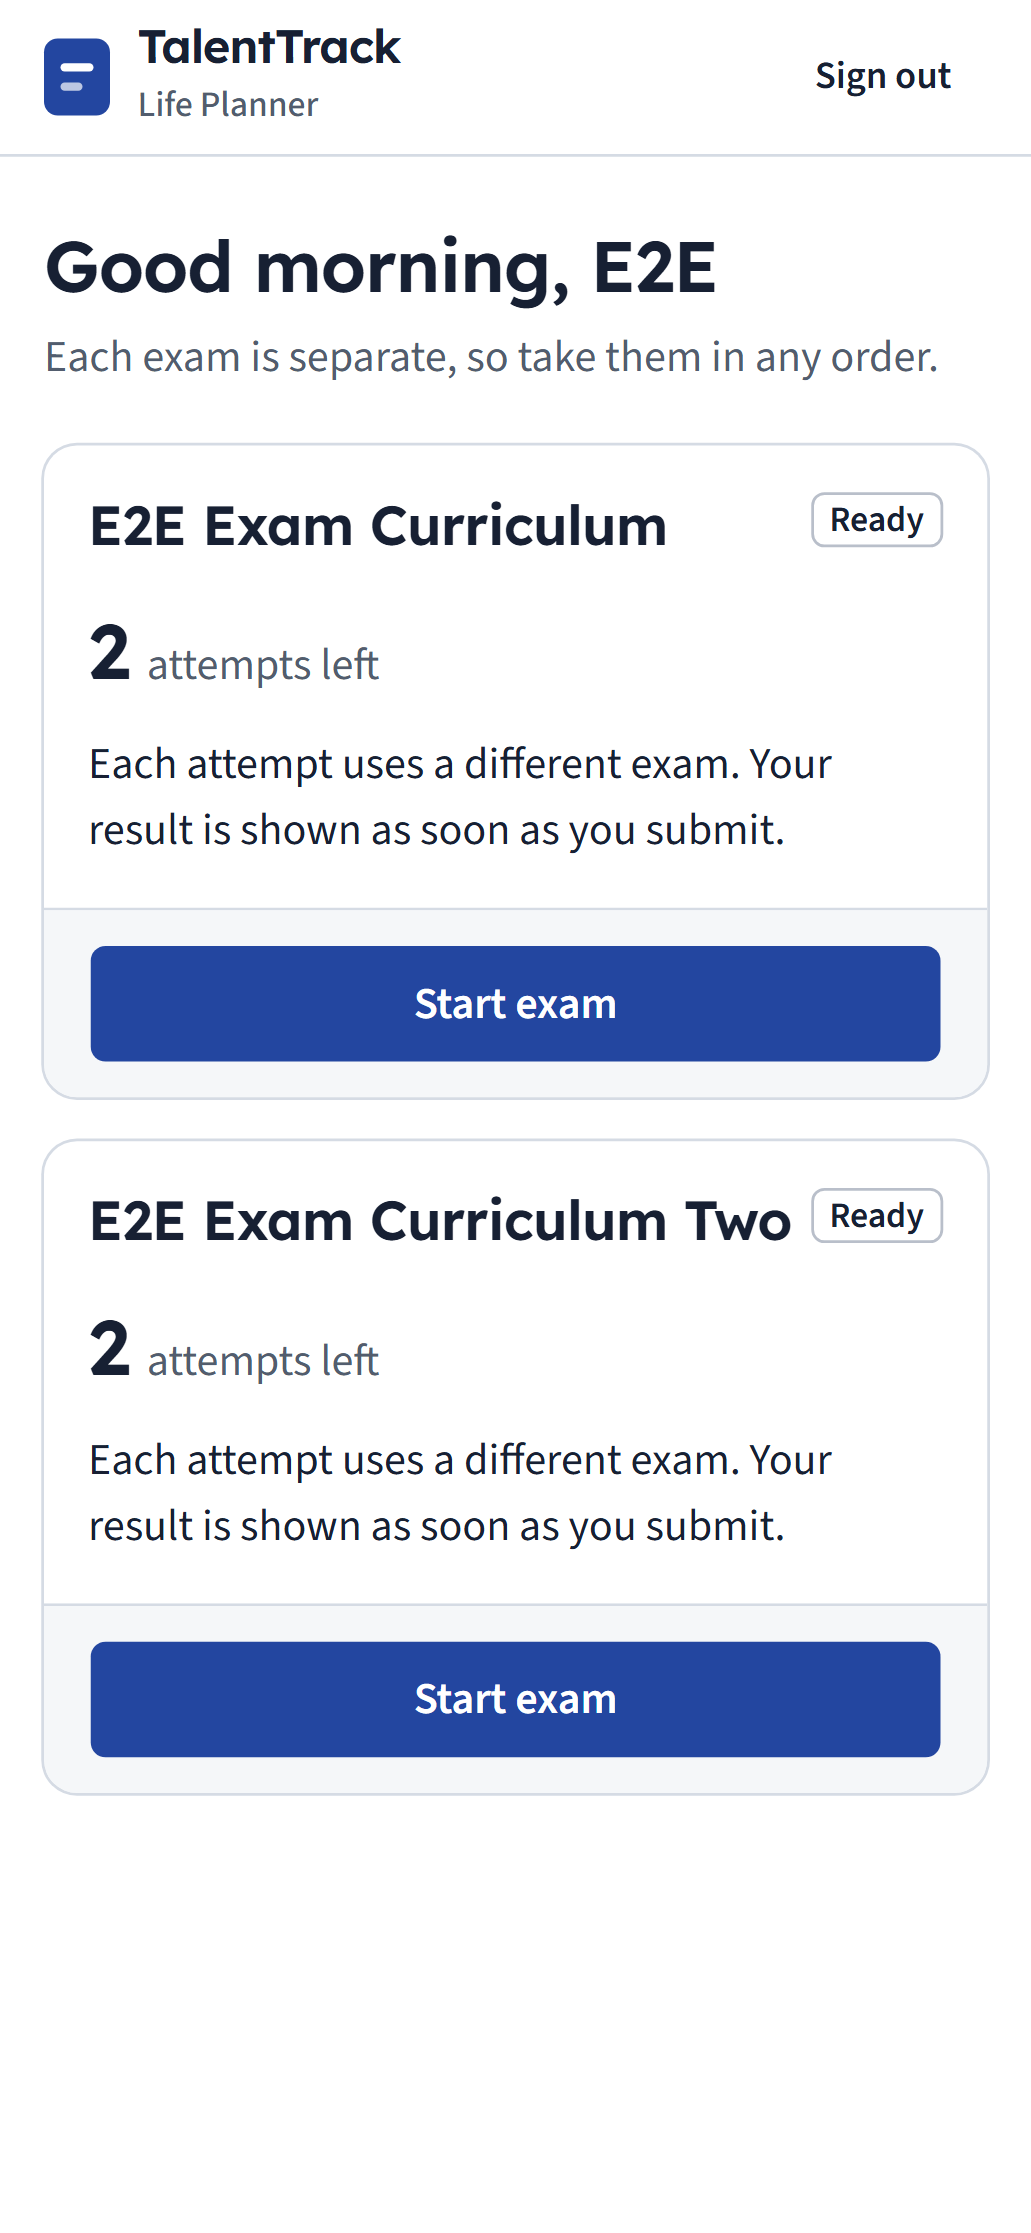 TalentTrack
Life Planner
Sign out
Good morning, E2E
Each exam is separate, so take them in any order.
E2E Exam Curriculum
Ready
2 attempts left
Each attempt uses a different exam. Your
result is shown as soon as you submit.
Start exam
E2E Exam Curriculum Two
Ready
2 attempts left
Each attempt uses a different exam. Your
result is shown as soon as you submit.
Start exam